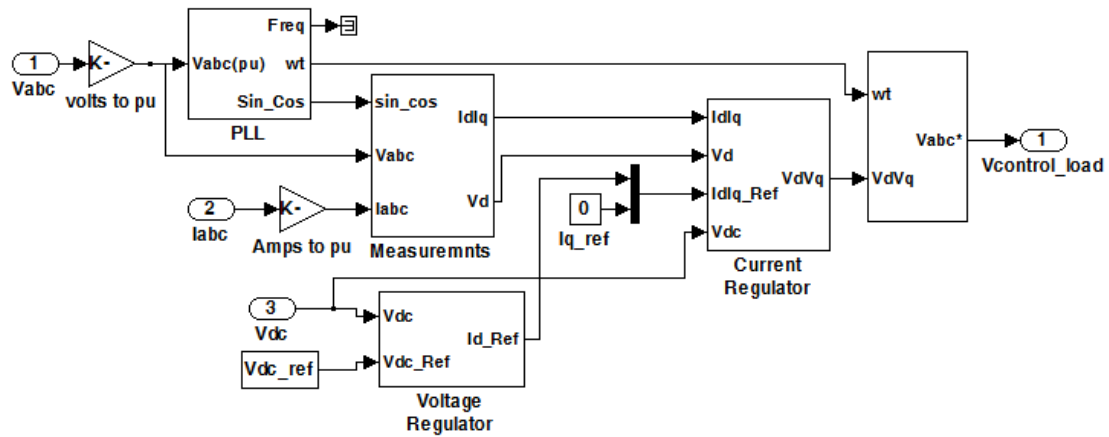 1
Vabc
K-
volts to pu
Freq
Vabc(pu)
wt
Sin_Cos
PLL
2
Iabc
K-
Amps to pu
sin_cos
Vabc
Iabc
IdIq
Vd
Measuremnts
0
Iq_ref
3
Vdc
Vdc_ref
Vdc
Vdc_Ref
Id_Ref
Voltage
Regulator
IdIq
Vd
IdIq_Ref
Vdc
VdVq
Current
Regulator
wt
VdVq
Vabc*
1
Vcontrol_load